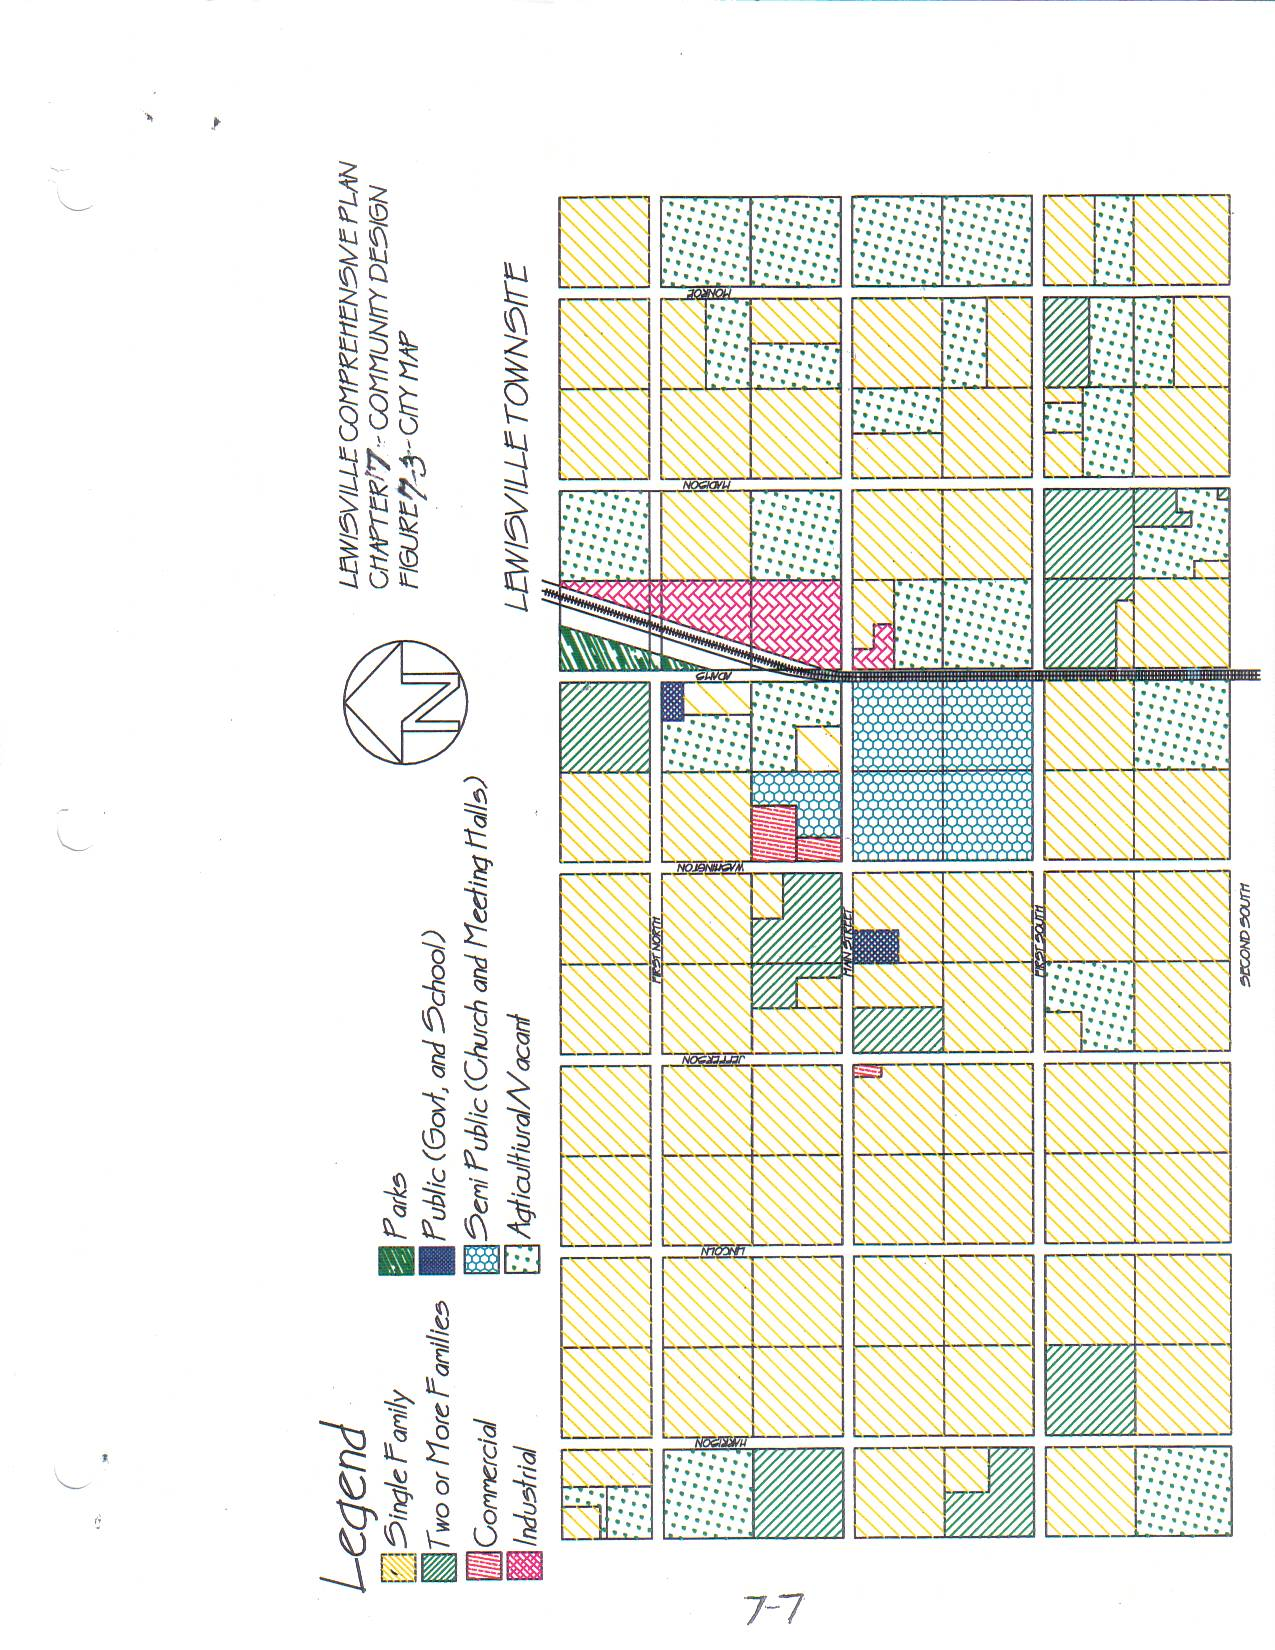 LEWISVILLE COMPREHENSIVE PLAN
CHAPTER 7 - COMMUNITY DESIGN
FIGURE 7-3 - CITY MAP
LEWISVILLE TOWNSITE
N
Legend
Single Family
Two or More Families
Commercial
Industrial
Parks
Public (Govt, and School)
Semi Public (Church and Meeting Halls)
Agricultiural/Vacant
MONROE
MADISON
ADAMS
WASHINGTON
JEFFERSON
LINCOLN
HARRISON
FIRST NORTH
MAIN STREET
FIRST SOUTH
SECOND SOUTH
7-7